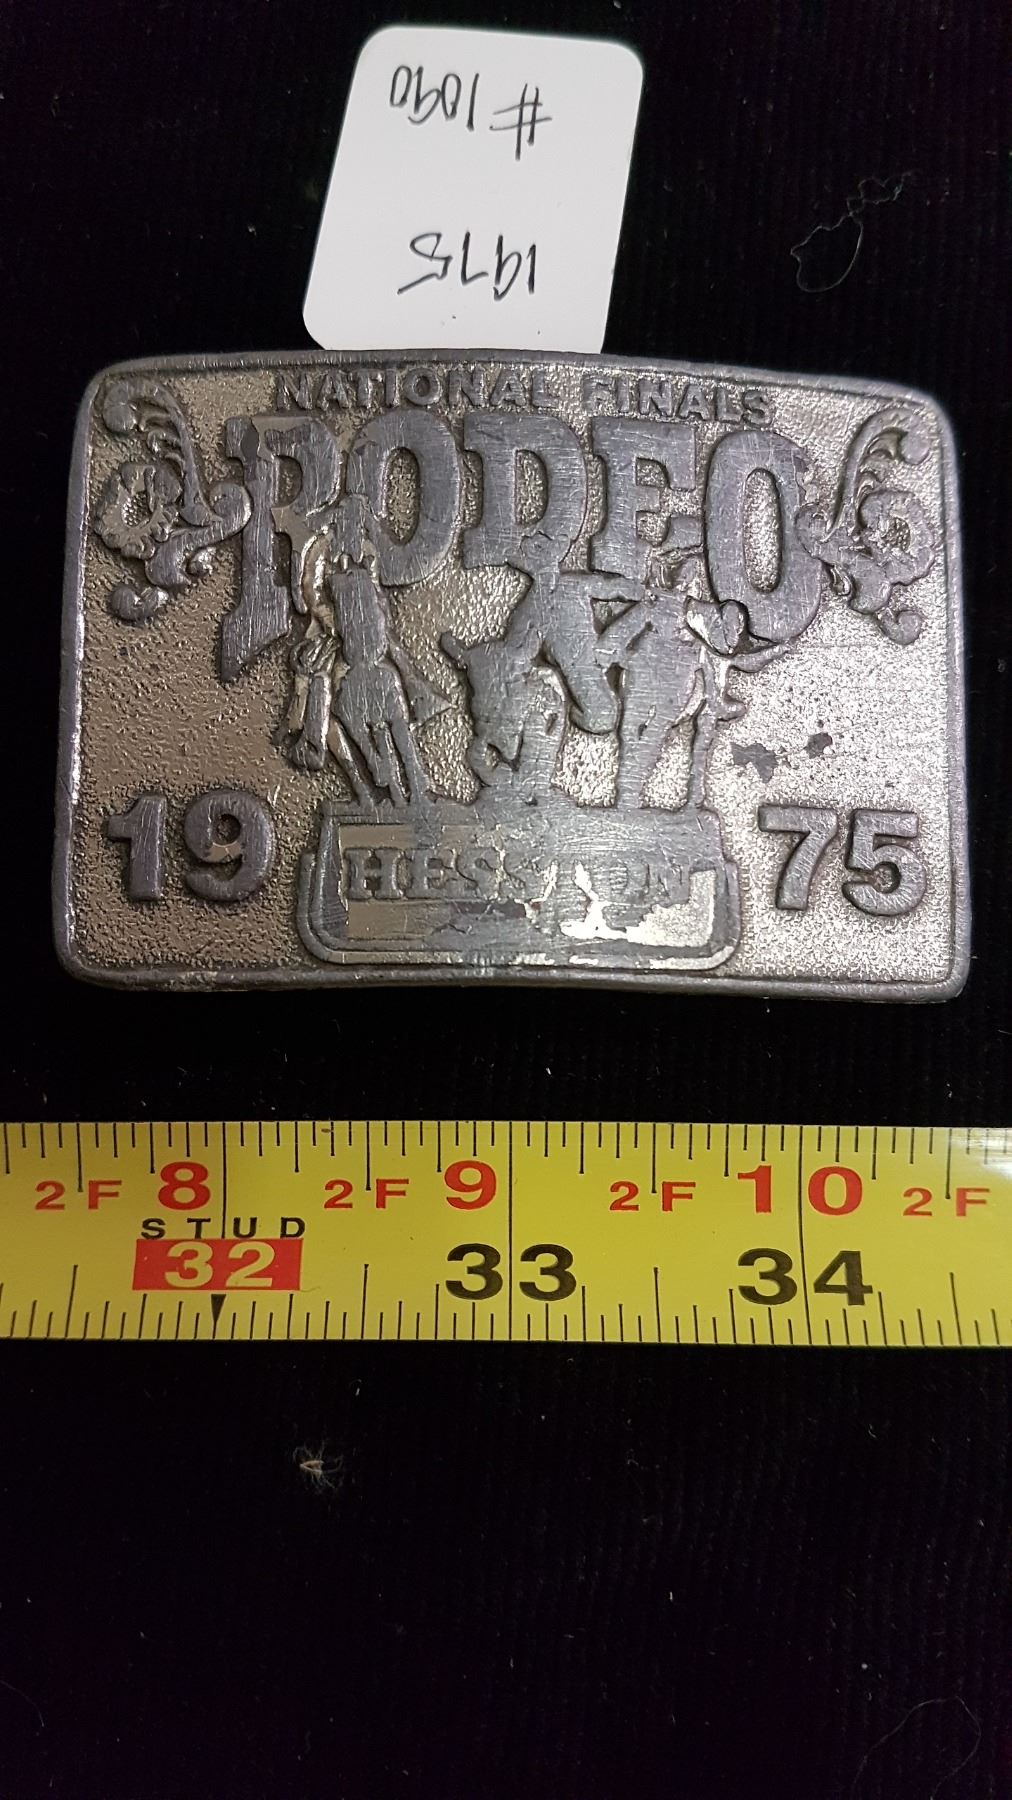 # 1090
1975
NATIONAL FINALS
RODEO
19 75
HESSTON
2F 8 2F 9 2F 10 2F
STUD
32 33 34